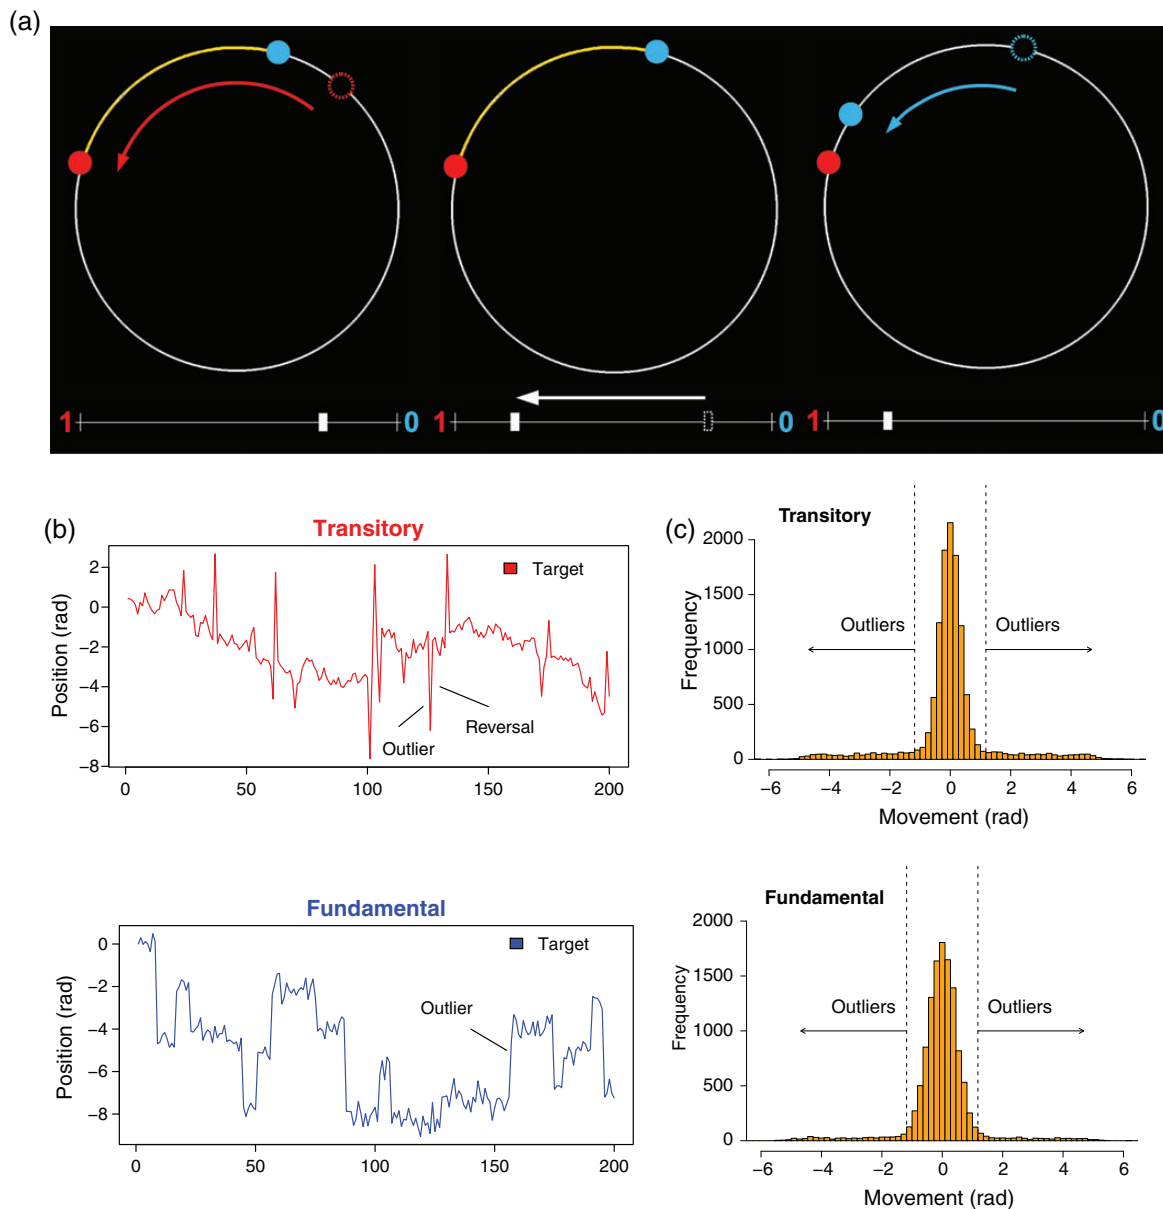 (a)
1 0 1 0 1 0
(b)
Transitory
Target
Position (rad)
2
0
−2
−4
−6
−8
Outlier
Reversal
0 50 100 150 200
(c)
Transitory
Frequency
2000
1500
1000
500
0
Outliers Outliers
−6 −4 −2 0 2 4 6
Movement (rad)
Fundamental
Target
Position (rad)
0
−2
−4
−6
−8
Outlier
0 50 100 150 200
Fundamental
Frequency
2000
1500
1000
500
0
Outliers Outliers
−6 −4 −2 0 2 4 6
Movement (rad)